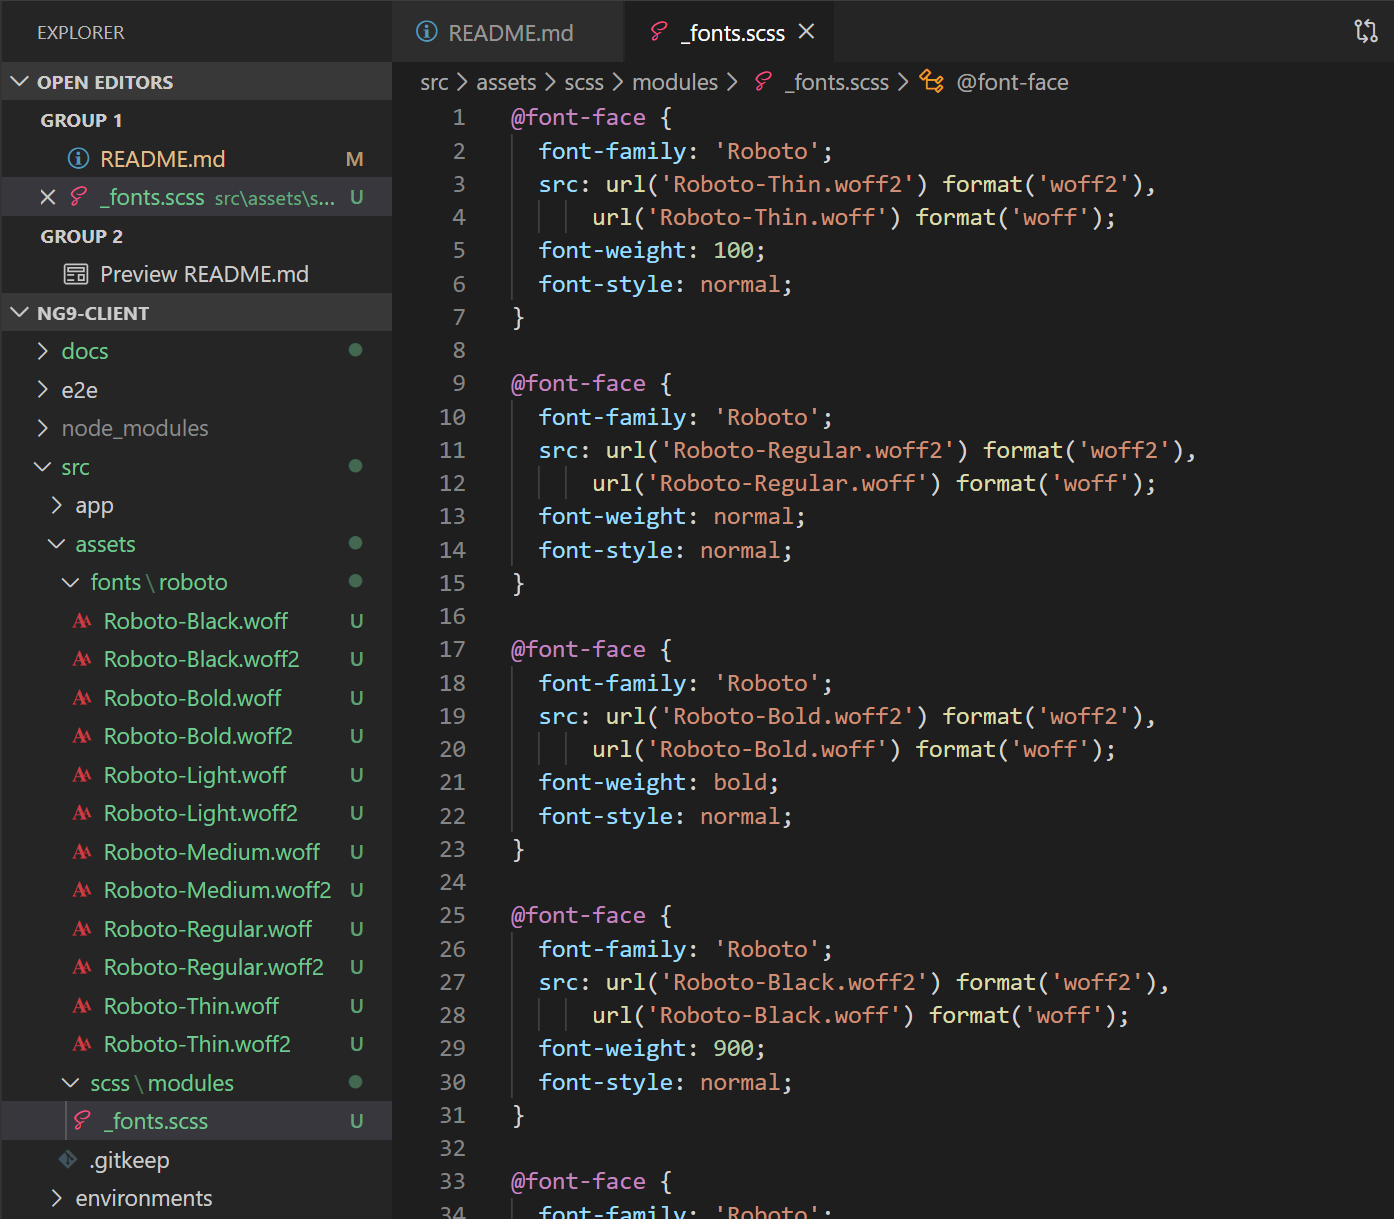 EXPLORER
OPEN EDITORS
GROUP 1
README.md M
_fonts.scss src\assets\s... U
GROUP 2
Preview README.md
NG9-CLIENT
docs
e2e
node_modules
src
app
assets
fonts \ roboto
Roboto-Black.woff U
Roboto-Black.woff2 U
Roboto-Bold.woff U
Roboto-Bold.woff2 U
Roboto-Light.woff U
Roboto-Light.woff2 U
Roboto-Medium.woff U
Roboto-Medium.woff2 U
Roboto-Regular.woff U
Roboto-Regular.woff2 U
Roboto-Thin.woff U
Roboto-Thin.woff2 U
scss \ modules
_fonts.scss U
.gitkeep
environments
README.md _fonts.scss
src > assets > scss > modules > _fonts.scss > @font-face
1 @font-face {
2 font-family: 'Roboto';
3 src: url('Roboto-Thin.woff2') format('woff2'),
4 url('Roboto-Thin.woff') format('woff');
5 font-weight: 100;
6 font-style: normal;
7 }
8
9 @font-face {
10 font-family: 'Roboto';
11 src: url('Roboto-Regular.woff2') format('woff2'),
12 url('Roboto-Regular.woff') format('woff');
13 font-weight: normal;
14 font-style: normal;
15 }
16
17 @font-face {
18 font-family: 'Roboto';
19 src: url('Roboto-Bold.woff2') format('woff2'),
20 url('Roboto-Bold.woff') format('woff');
21 font-weight: bold;
22 font-style: normal;
23 }
24
25 @font-face {
26 font-family: 'Roboto';
27 src: url('Roboto-Black.woff2') format('woff2'),
28 url('Roboto-Black.woff') format('woff');
29 font-weight: 900;
30 font-style: normal;
31 }
32
33 @font-face {
34 font-family: 'Roboto';